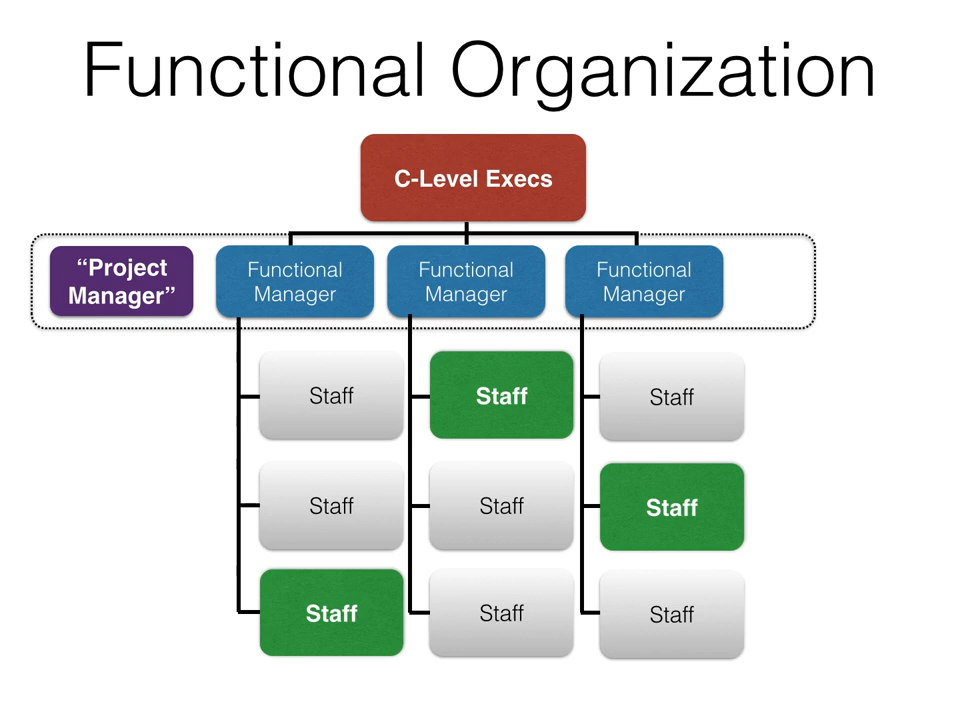 Functional Organization
C-Level Execs
“Project
Manager”
Functional
Manager
Functional
Manager
Functional
Manager
Staff
Staff
Staff
Staff
Staff
Staff
Staff
Staff
Staff